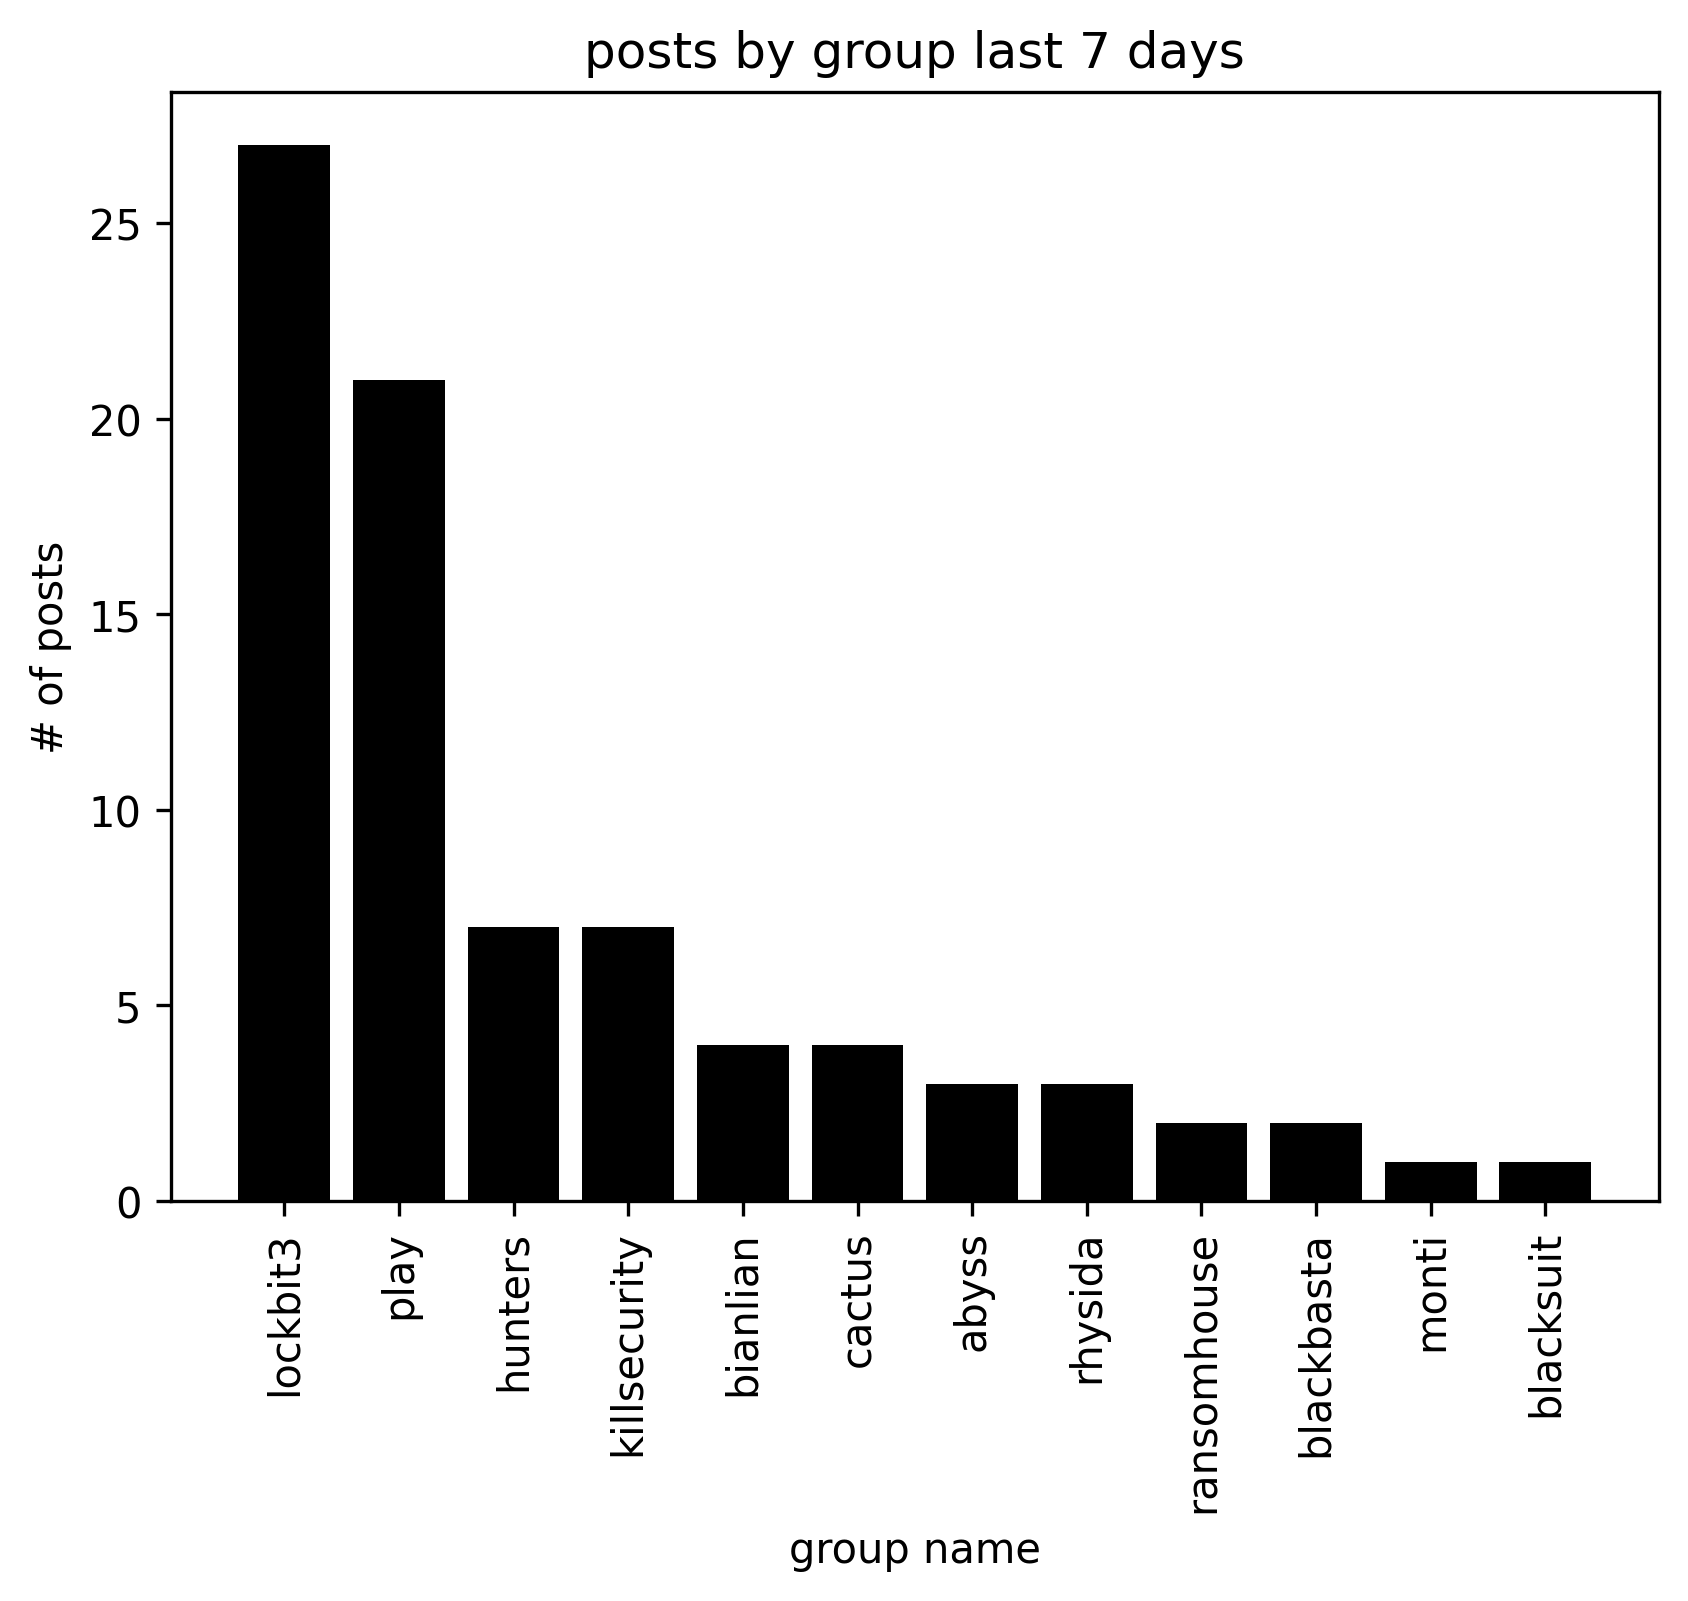 posts by group last 7 days
# of posts
25
20
15
10
5
0
lockbit3
play
hunters
killsecurity
bianlian
cactus
abyss
rhysida
ransomhouse
blackbasta
monti
blacksuit
group name